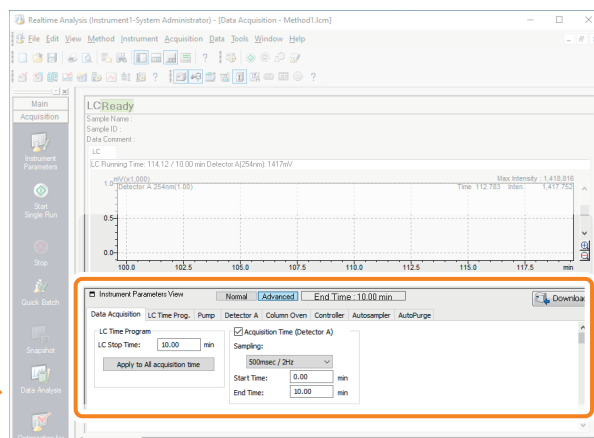 Realtime Analysis (Instrument1-System Administrator) - [Data Acquisition - Method1.lcm]
File Edit View Method Instrument Acquisition Data Tools Window Help
Main
Acquisition
Instrument
Parameters
Start
Single Run
Stop
Quick Batch
Snapshot
Data Analysis
LC Ready
Sample Name :
Sample ID :
Data Comment :
LC
LC Running Time: 114.12 / 10.00 min Detector A(254nm): 1417mV
mV(x1,000)
Max Intensity : 1,418,816
1.0 Detector A 254nm(1.00)
Time 112.783 Inten. 1,417.752
0.5
0.0
100.0 102.5 105.0 107.5 110.0 112.5 115.0 117.5 min
Instrument Parameters View Normal Advanced End Time : 10.00 min Download
Data Acquisition LC Time Prog. Pump Detector A Column Oven Controller Autosampler AutoPurge
LC Time Program
LC Stop Time: 10.00 min
Apply to All acquisition time
Acquisition Time (Detector A)
Sampling:
500msec / 2Hz
Start Time: 0.00 min
End Time: 10.00 min